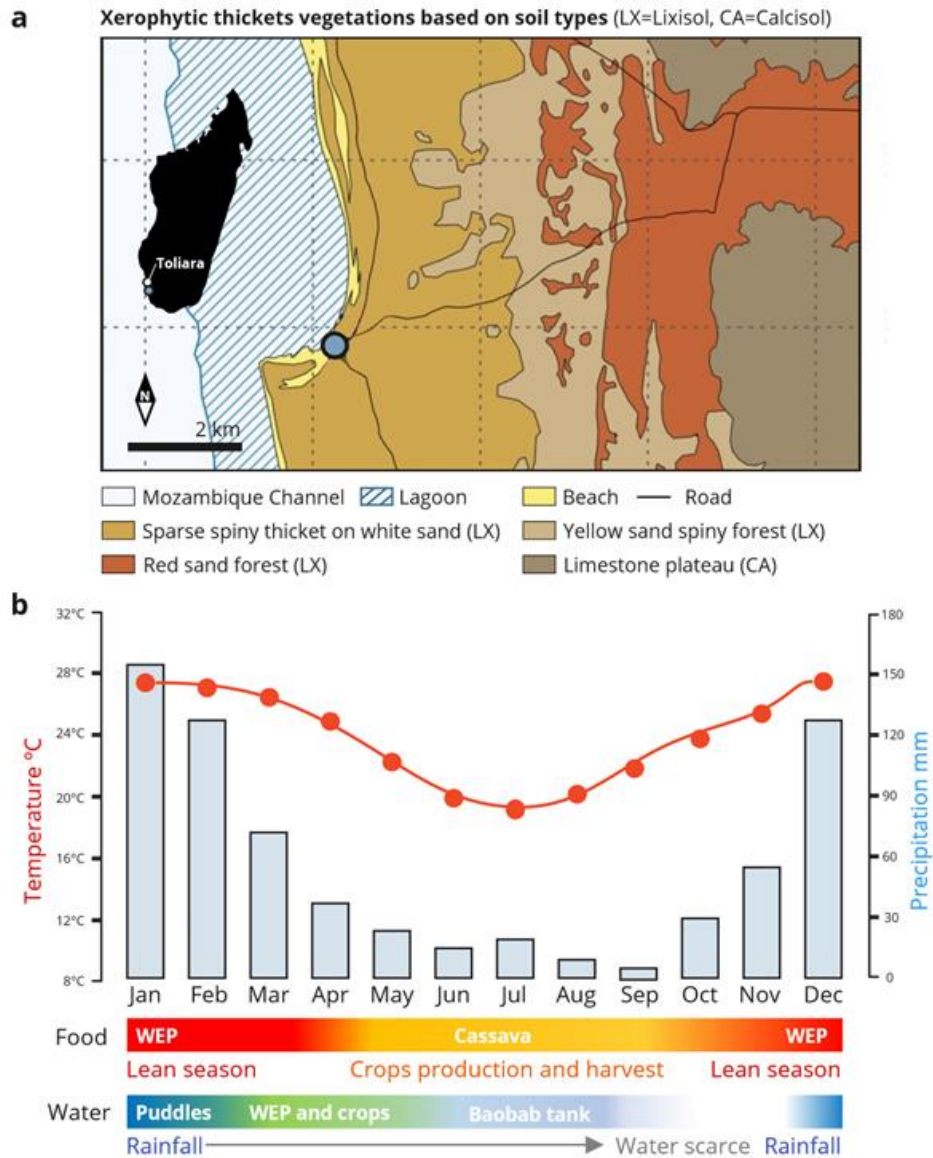 a Xerophytic thickets vegetations based on soil types (LX=Lixisol, CA=Calcisol)
Toliara
N
2 km
Mozambique Channel Lagoon Beach Road
Sparse spiny thicket on white sand (LX) Yellow sand spiny forest (LX)
Red sand forest (LX) Limestone plateau (CA)
b
Temperature °C
32°C
28°C
24°C
20°C
16°C
12°C
8°C
180
150
120
90
60
30
0
Precipitation mm
Jan Feb Mar Apr May Jun Jul Aug Sep Oct Nov Dec
Food WEP Cassava WEP
Lean season Crops production and harvest Lean season
Water Puddles WEP and crops Baobab tank
Rainfall Water scarce Rainfall